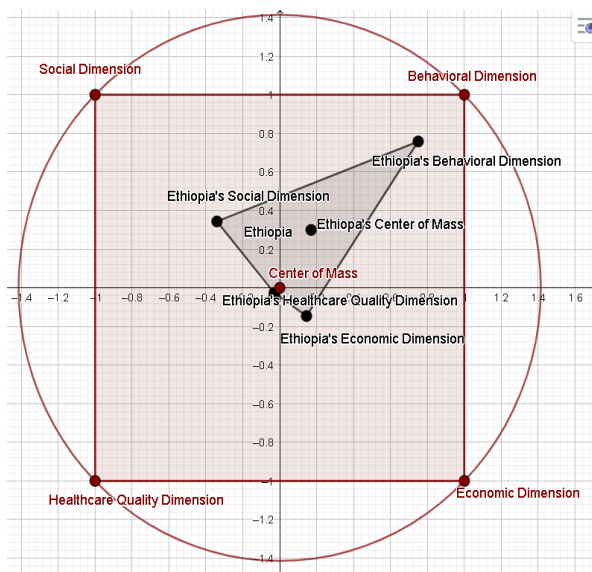 1.4
1.2
Social Dimension
Behavioral Dimension
1
0.8
Ethiopia's Behavioral Dimension
0.6
Ethiopia's Social Dimension
0.4
Ethiopa's Center of Mass
Ethiopia
0.2
Center of Mass
−1.4 −1.2 −1 −0.8 −0.6 −0.4 0.8 1 1.2 1.4 1.6
Ethiopia's Healthcare Quality Dimension
−0.2
Ethiopia's Economic Dimension
−0.4
−0.6
−0.8
−1
Healthcare Quality Dimension
Economic Dimension
−1.2
−1.4